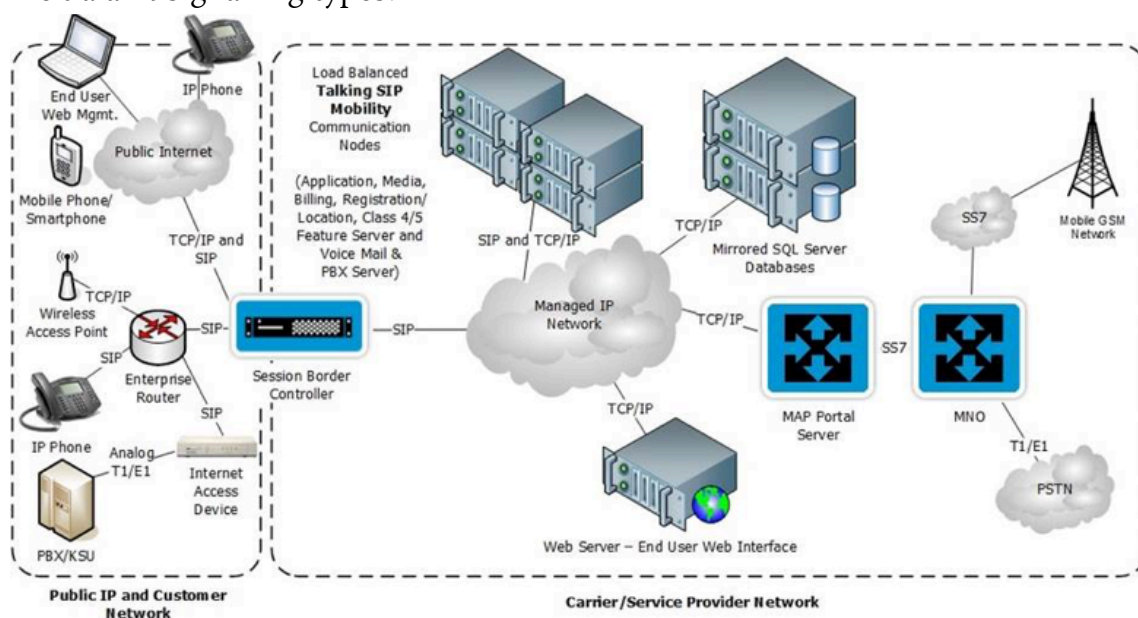 End User
Web Mgmt.
IP Phone
Public Internet
Mobile Phone/
Smartphone
TCP/IP and
SIP
TCP/IP
Wireless
Access Point
SIP
SIP
Enterprise
Router
SIP
IP Phone
Analog
T1/E1
Internet
Access
Device
PBX/KSU
Public IP and Customer
Network
Session Border
Controller
SIP
Load Balanced
Talking SIP
Mobility
Communication
Nodes
(Application, Media,
Billing, Registration/
Location, Class 4/5
Feature Server and
Voice Mail &
PBX Server)
SIP and TCP/IP
TCP/IP
Mirrored SQL Server
Databases
Managed IP
Network
TCP/IP
TCP/IP
Web Server – End User Web Interface
MAP Portal
Server
SS7
MNO
SS7
Mobile GSM
Network
T1/E1
PSTN
Carrier/Service Provider Network